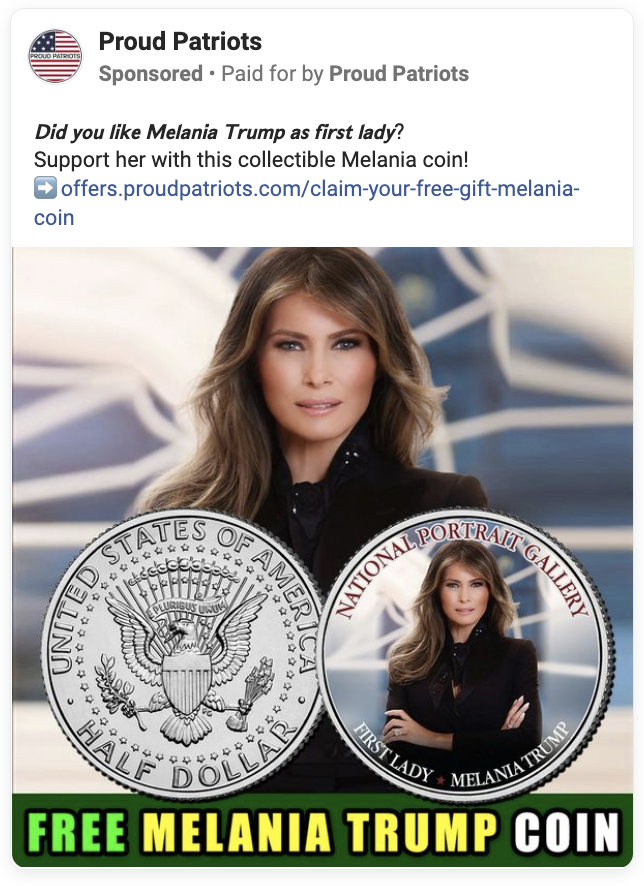 PROUD PATRIOTS
Proud Patriots
Sponsored • Paid for by Proud Patriots
Did you like Melania Trump as first lady?
Support her with this collectible Melania coin!
➡️ offers.proudpatriots.com/claim-your-free-gift-melania-
coin
UNITED STATES OF AMERICA
E PLURIBUS UNUM
HALF DOLLAR
NATIONAL PORTRAIT GALLERY
FIRST LADY ★ MELANIA TRUMP
FREE MELANIA TRUMP COIN